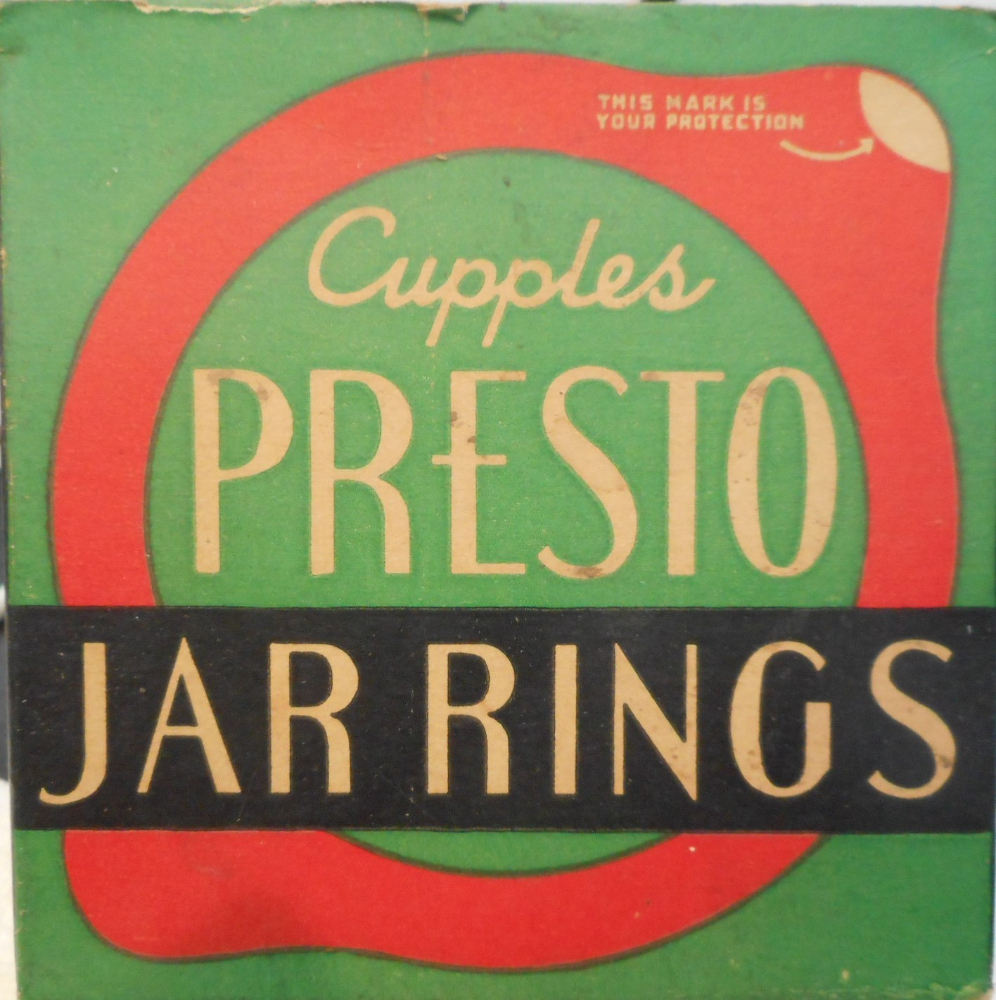 THIS MARK IS
YOUR PROTECTION
Cupples
PRESTO
JAR RINGS